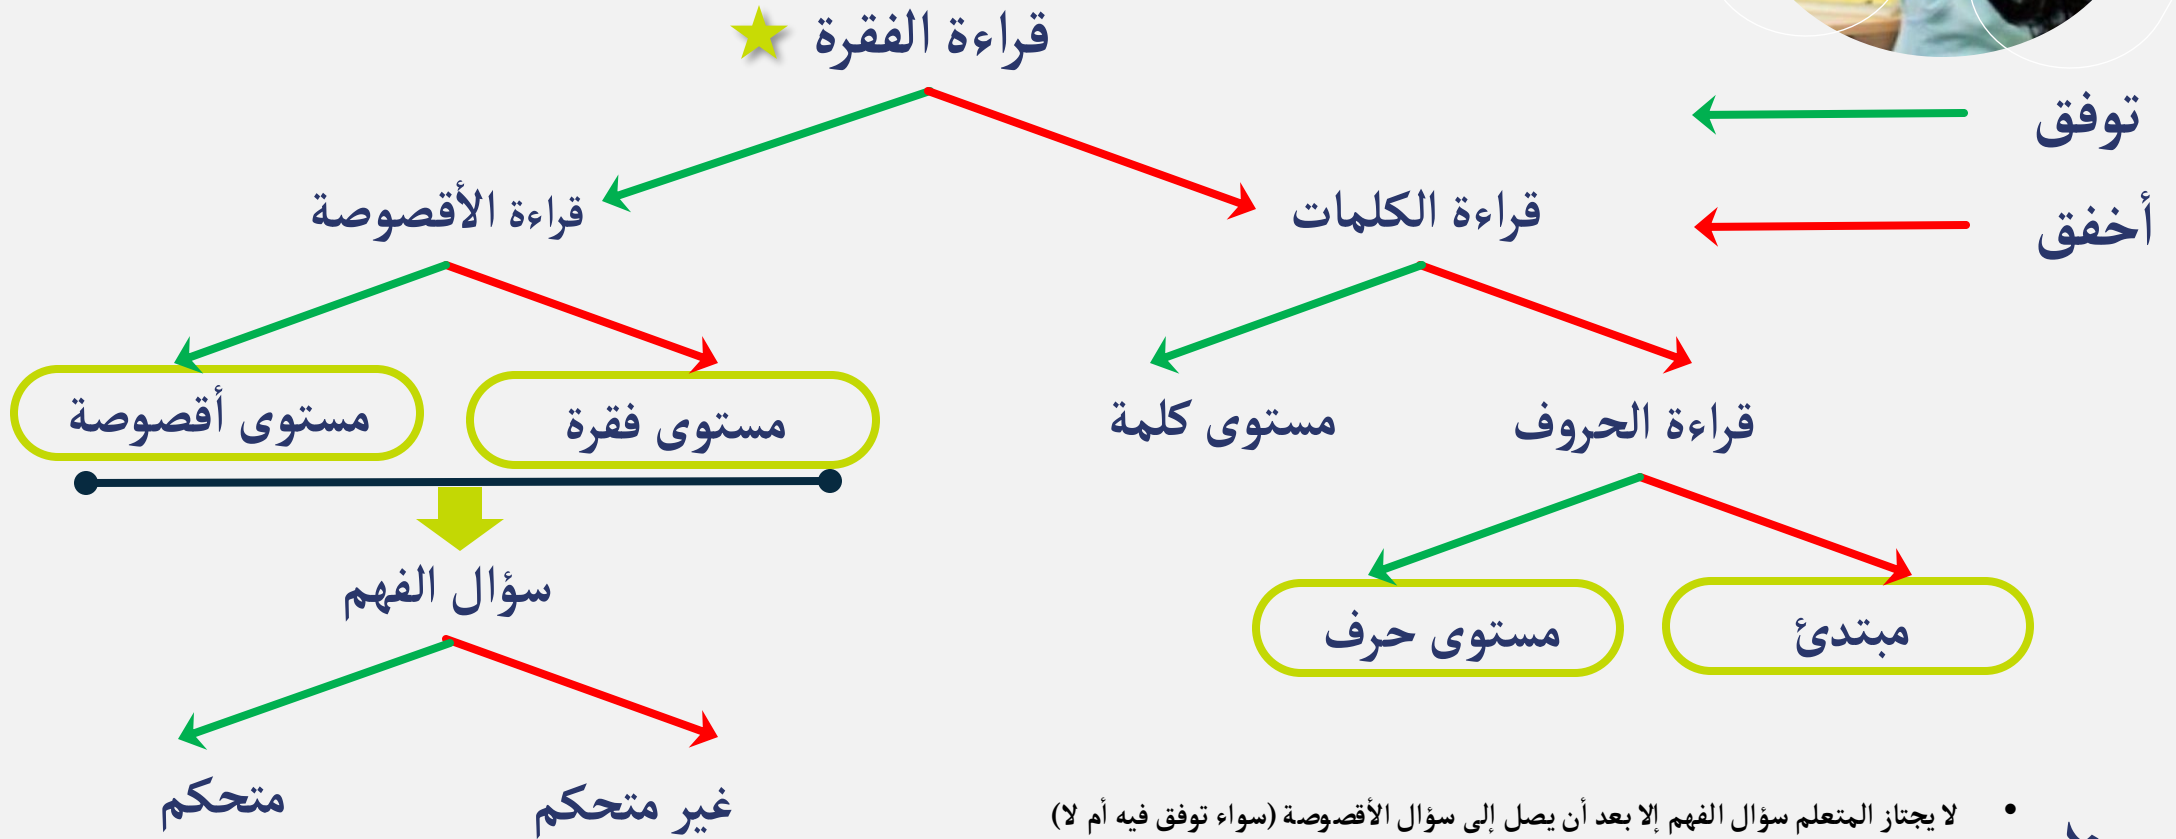 قراءة الفقرة
توفق
أخفق
قراءة الكلمات
قراءة الأقصوصة
قراءة الحروف
مستوى كلمة
مستوى فقرة
مستوى أقصوصة
سؤال الفهم
مبتدئ
مستوى حرف
غير متحكم
متحكم
• لا يجتاز المتعلم سؤال الفهم إلا بعد أن يصل إلى سؤال الأقصوصة (سواء توفق فيه أم لا)